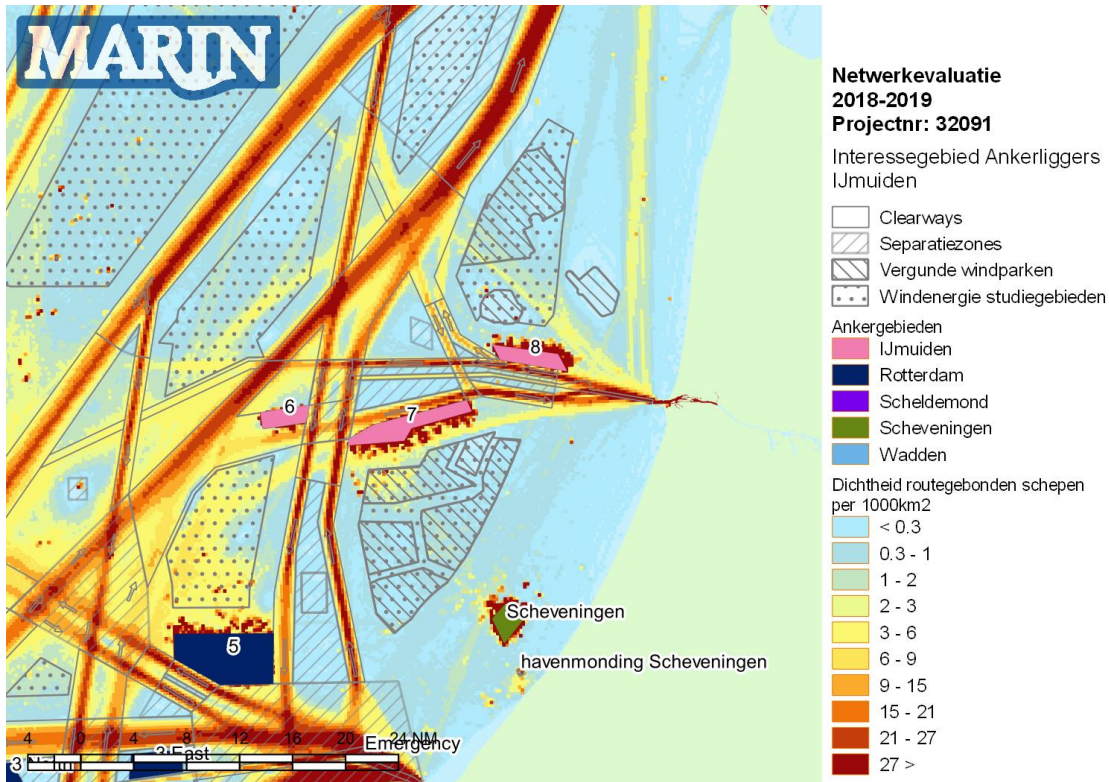 MARIN
8
6
7
Scheveningen
5
havenmonding Scheveningen
4 0 4 8 12 16 20 24 NM
3 East
Emergency
3
Netwerkevaluatie
2018-2019
Projectnr: 32091
Interessegebied Ankerliggers
IJmuiden
Clearways
Separatiezones
Vergunde windparken
Windenergie studiegebieden
Ankergebieden
IJmuiden
Rotterdam
Scheldemond
Scheveningen
Wadden
Dichtheid routegebonden schepen
per 1000km2
< 0.3
0.3 - 1
1 - 2
2 - 3
3 - 6
6 - 9
9 - 15
15 - 21
21 - 27
27 >